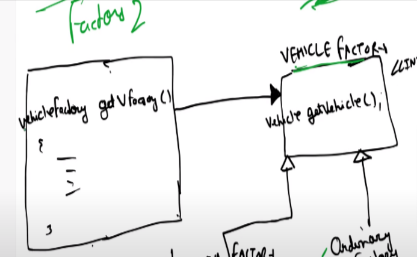 Factory 2
VEHICLE FACTORY
vehiclefactory getVfactory()
{
}
Vehicle getVehicle();
FACTORY
Ordinary